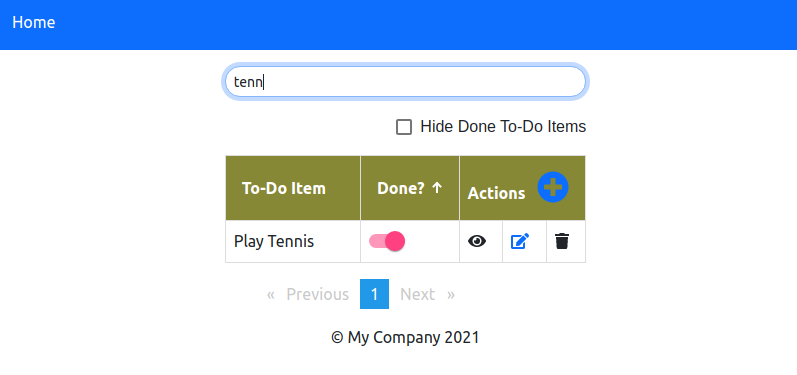 Home
tenn
Hide Done To-Do Items
To-Do Item Done? ↑ Actions
Play Tennis
« Previous 1 Next »
© My Company 2021